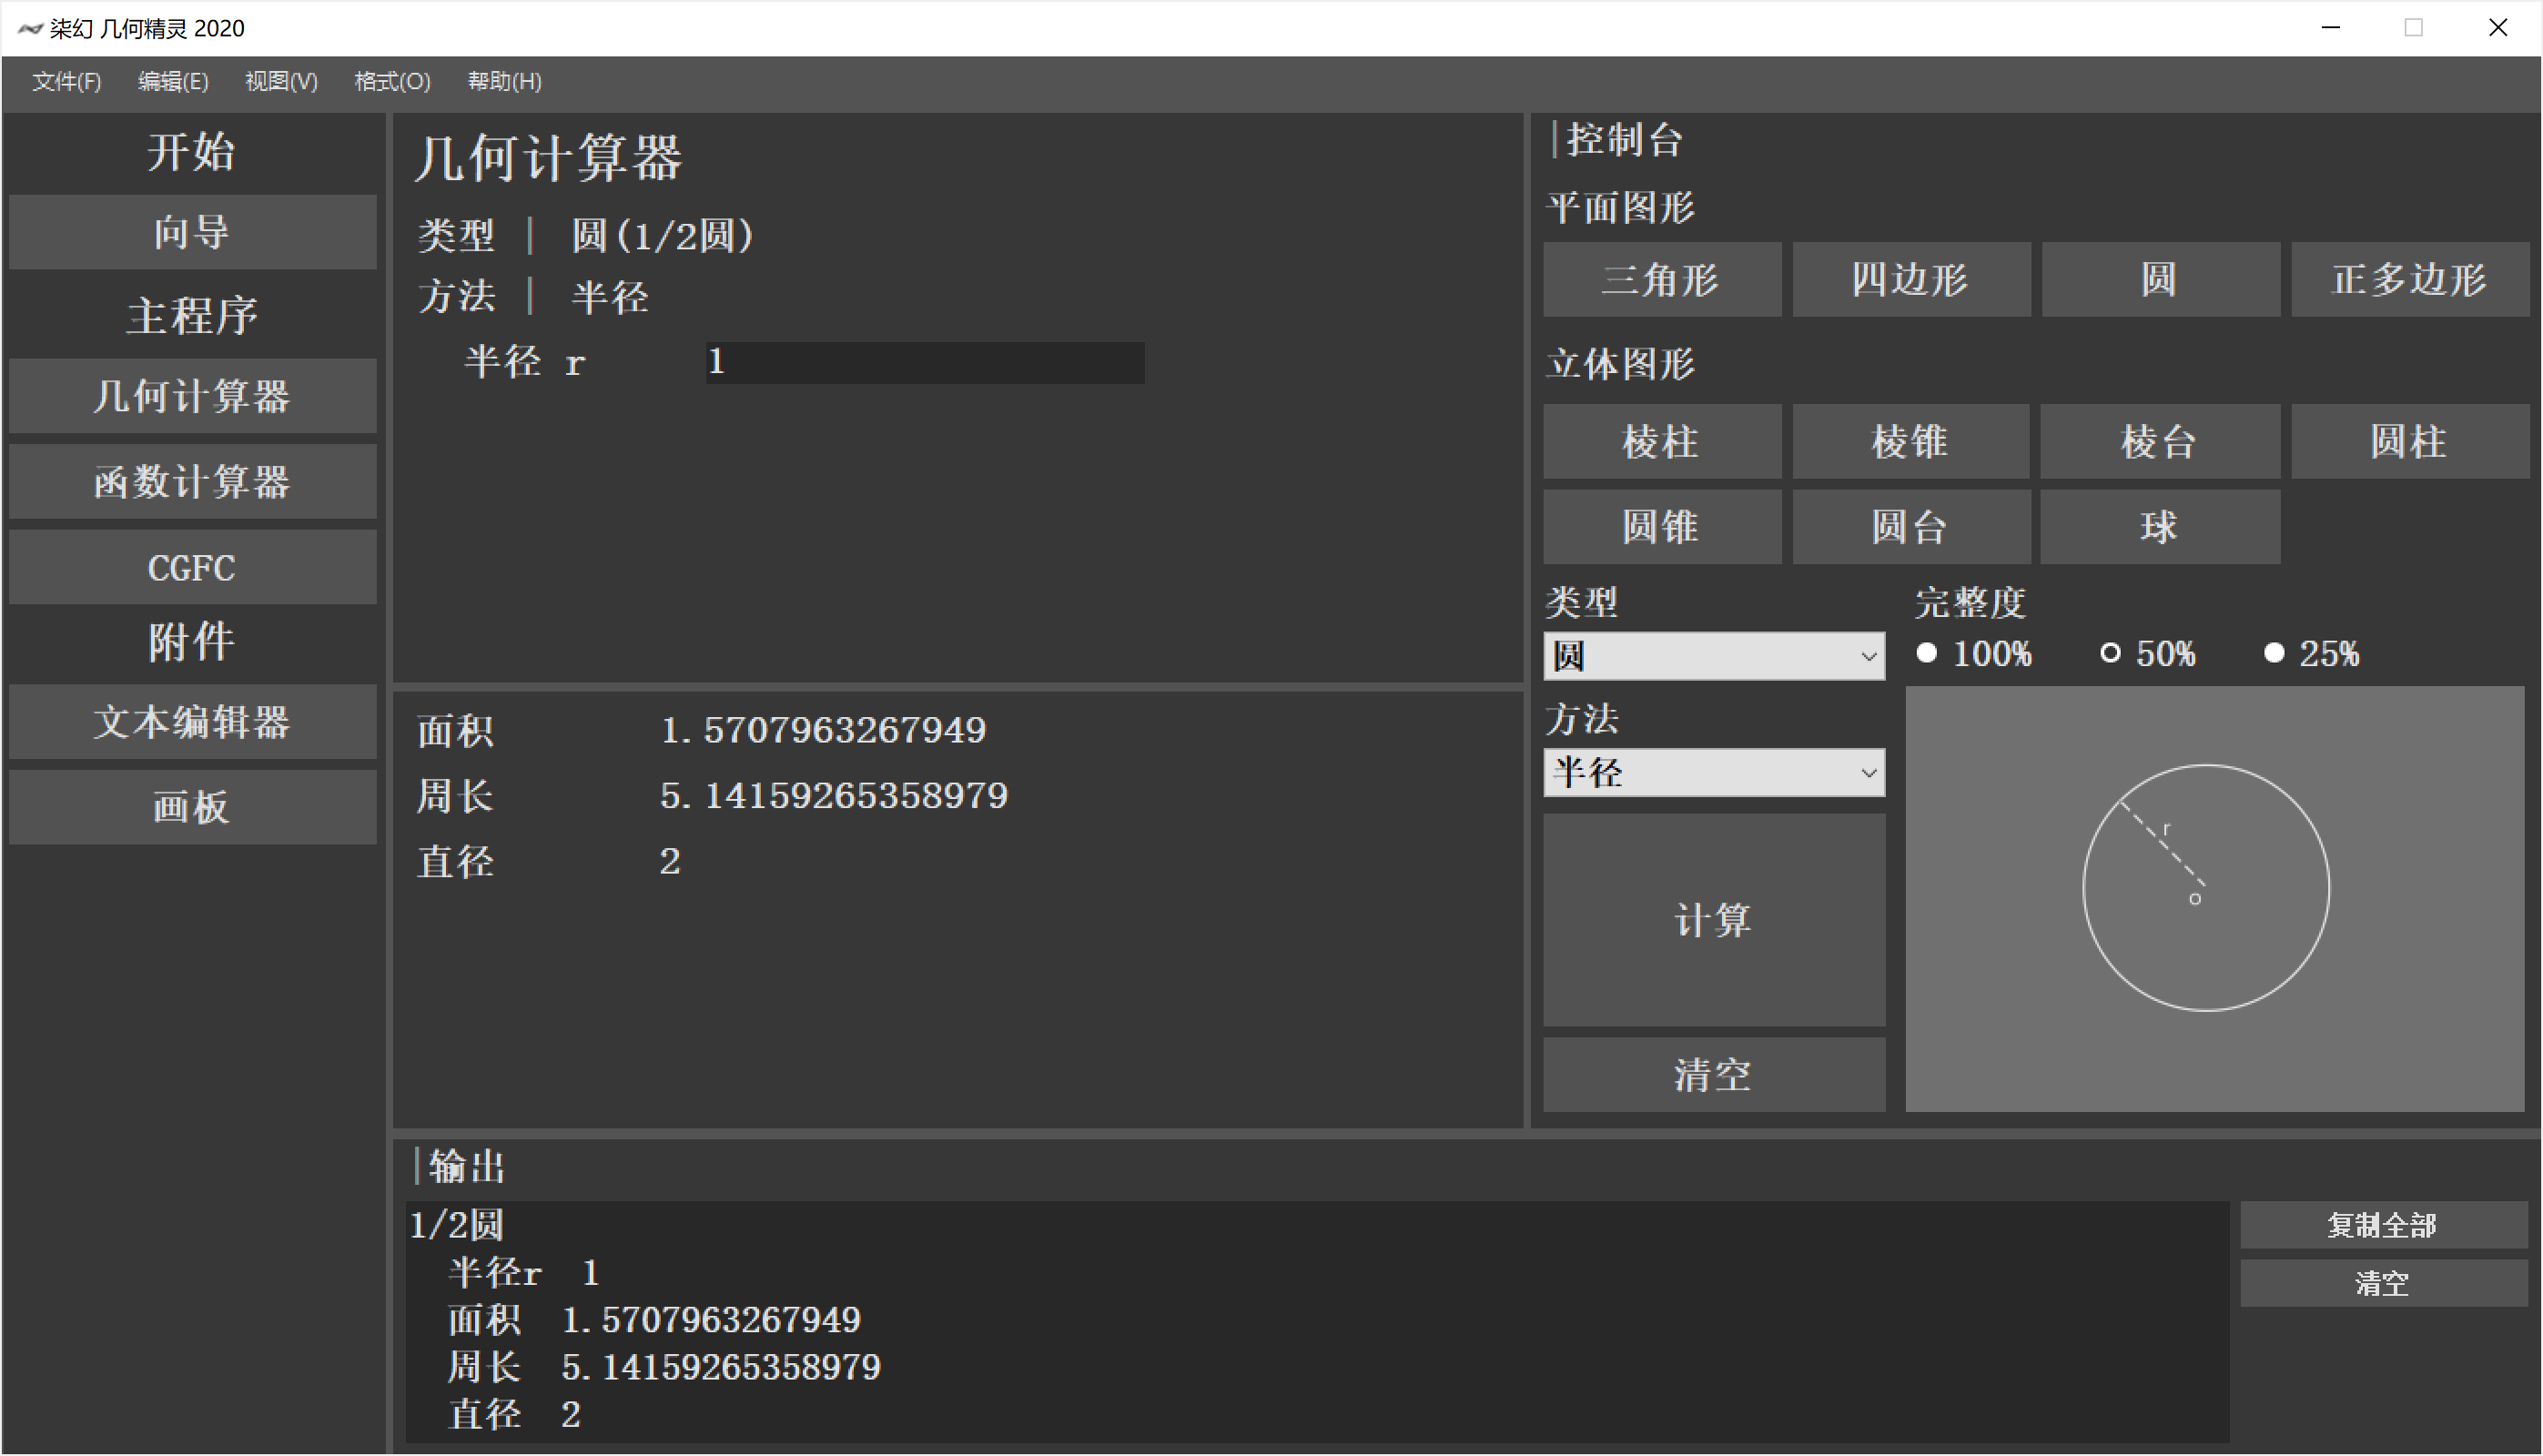 柒幻 几何精灵 2020
文件(F) 编辑(E) 视图(V) 格式(O) 帮助(H)
开始
向导
主程序
几何计算器
函数计算器
CGFC
附件
文本编辑器
画板
几何计算器
类型 | 圆(1/2圆)
方法 | 半径
半径 r 1
面积 1.5707963267949
周长 5.14159265358979
直径 2
|控制台
平面图形
三角形 四边形 圆 正多边形
立体图形
棱柱 棱锥 棱台 圆柱
圆锥 圆台 球
类型 完整度
圆 100% 50% 25%
方法
半径
计算
清空
r
o
|输出
1/2圆
半径r 1
面积 1.5707963267949
周长 5.14159265358979
直径 2
复制全部
清空